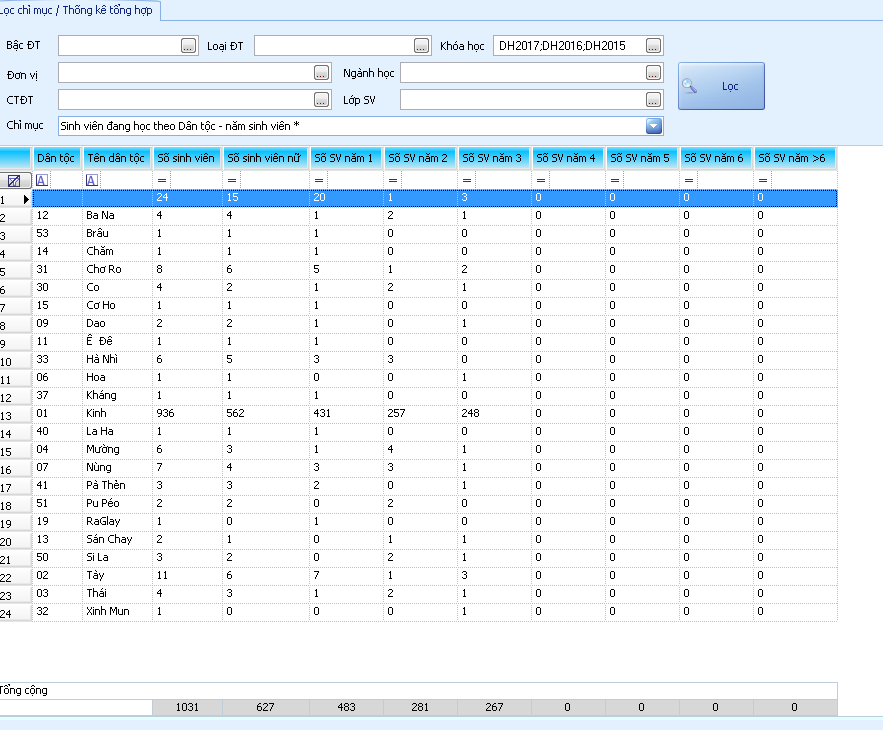 Lọc chỉ mục / Thống kê tổng hợp
Bậc ĐT ... Loại ĐT ... Khóa học DH2017;DH2016;DH2015 ...
Đơn vị ... Ngành học ...
Lọc
CTĐT ... Lớp SV ...
Chỉ mục Sinh viên đang học theo Dân tộc - năm sinh viên *
Dân tộc Tên dân tộc Số sinh viên Số sinh viên nữ Số SV năm 1 Số SV năm 2 Số SV năm 3 Số SV năm 4 Số SV năm 5 Số SV năm 6 Số SV năm >6
A A = = = = = = = = =
1 24 15 20 1 3 0 0 0 0
2 12 Ba Na 4 4 1 2 1 0 0 0 0
3 53 Brâu 1 1 1 0 0 0 0 0 0
4 14 Chăm 1 1 1 0 0 0 0 0 0
5 31 Chơ Ro 8 6 5 1 2 0 0 0 0
6 30 Co 4 2 1 2 1 0 0 0 0
7 15 Cơ Ho 1 1 1 0 0 0 0 0 0
8 09 Dao 2 2 1 0 1 0 0 0 0
9 11 Ê Đê 1 1 1 0 0 0 0 0 0
10 33 Hà Nhì 6 5 3 3 0 0 0 0 0
11 06 Hoa 1 1 0 0 1 0 0 0 0
12 37 Kháng 1 1 1 0 0 0 0 0 0
13 01 Kinh 936 562 431 257 248 0 0 0 0
14 40 La Ha 1 1 1 0 0 0 0 0 0
15 04 Mường 6 3 1 4 1 0 0 0 0
16 07 Nùng 7 4 3 3 1 0 0 0 0
17 41 Pà Thèn 3 3 2 0 1 0 0 0 0
18 51 Pu Péo 2 2 0 2 0 0 0 0 0
19 19 RaGlay 1 0 1 0 0 0 0 0 0
20 13 Sán Chay 2 1 0 1 1 0 0 0 0
21 50 Si La 3 2 0 2 1 0 0 0 0
22 02 Tày 11 6 7 1 3 0 0 0 0
23 03 Thái 4 3 1 2 1 0 0 0 0
24 32 Xinh Mun 1 0 0 0 1 0 0 0 0
Tổng cộng
1031 627 483 281 267 0 0 0 0